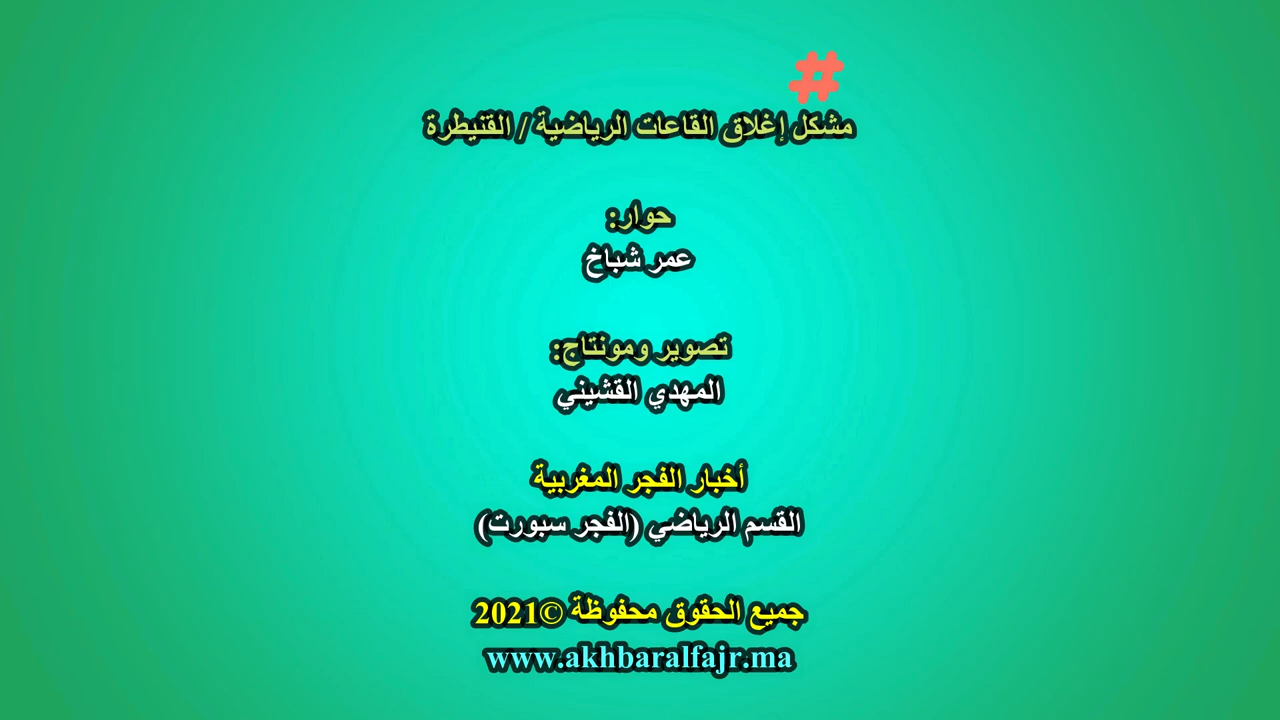 #
مشكل إغلاق القاعات الرياضية / القنيطرة
حوار:
عمر شباخ
تصوير ومونتاج:
المهدي القشيني
أخبار الفجر المغربية
القسم الرياضي (الفجر سبورت)
جميع الحقوق محفوظة ©2021
www.akhbaralfajr.ma